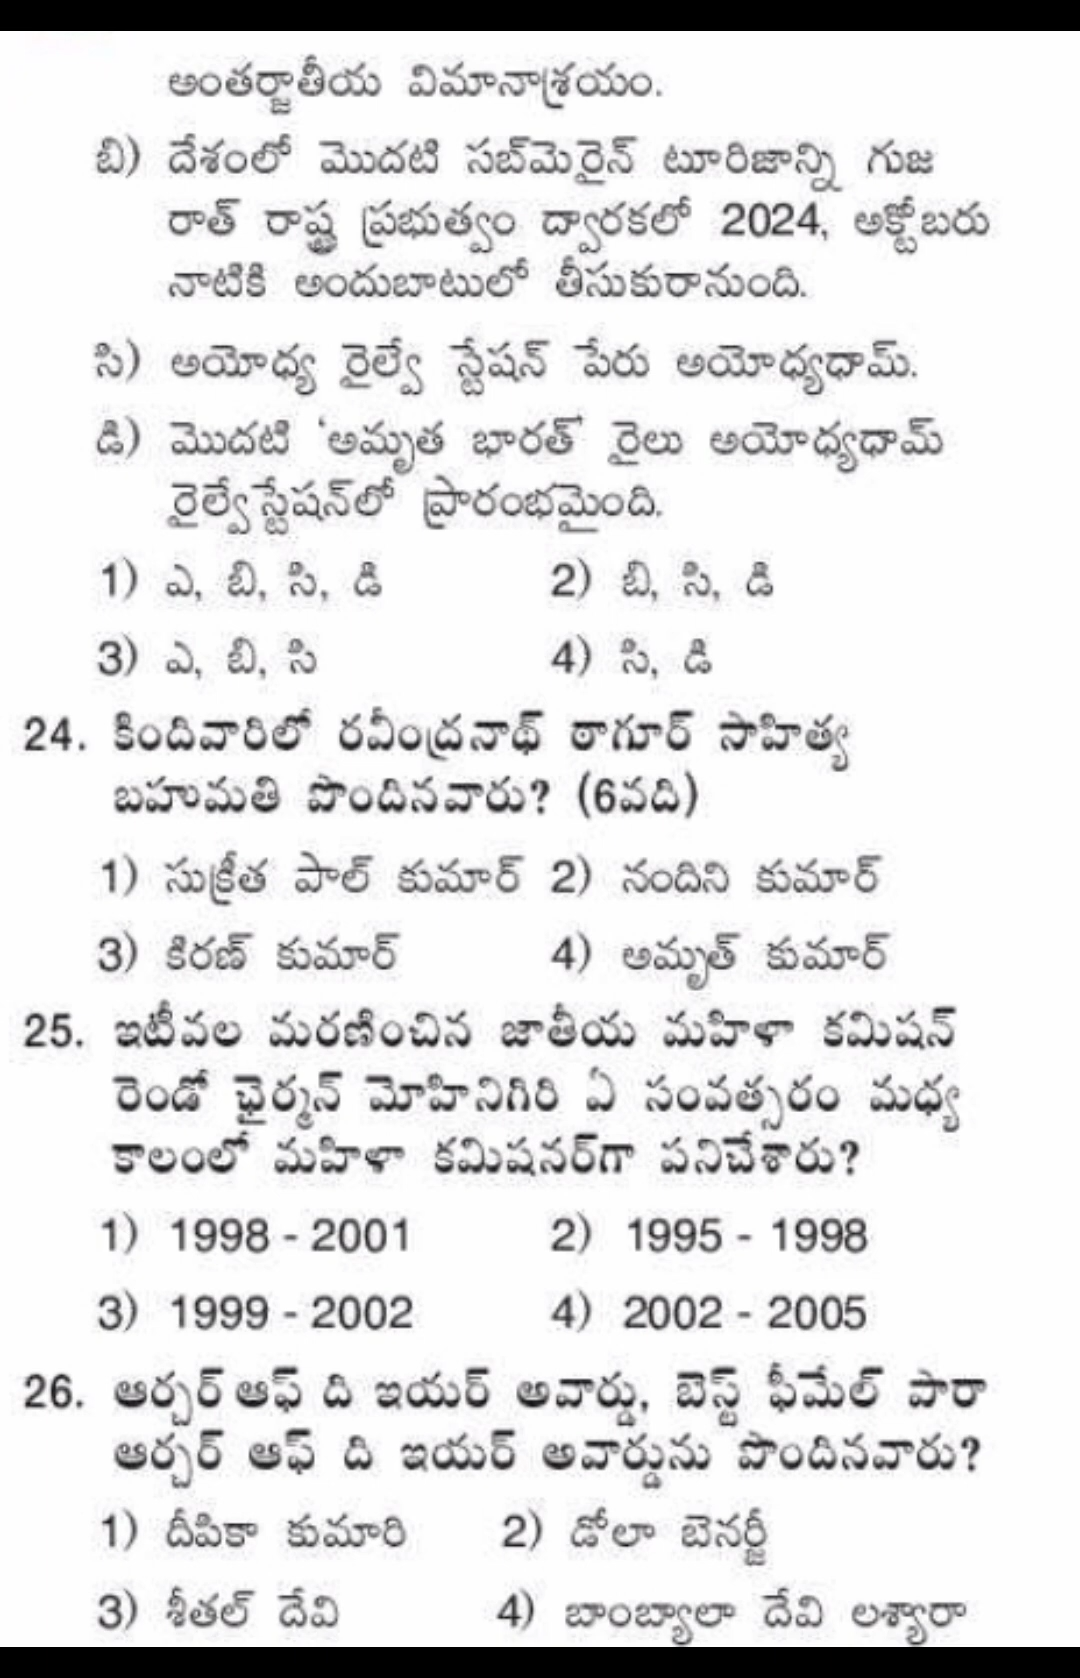 అంతర్జాతీయ విమానాశ్రయం.
బి) దేశంలో మొదటి సబ్‌మెరైన్ టూరిజాన్ని గుజ
రాత్ రాష్ట్ర ప్రభుత్వం ద్వారకలో 2024, అక్టోబరు
నాటికి అందుబాటులో తీసుకురానుంది.
సి) అయోధ్య రైల్వే స్టేషన్ పేరు అయోధ్యధామ్.
డి) మొదటి 'అమృత భారత్' రైలు అయోధ్యధామ్
రైల్వేస్టేషన్‌లో ప్రారంభమైంది.
1) ఎ, బి, సి, డి 2) బి, సి, డి
3) ఎ, బి, సి 4) సి, డి
24. కిందివారిలో రవీంద్రనాథ్ ఠాగూర్ సాహిత్య
బహుమతి పొందినవారు? (6వది)
1) సుక్రీత పాల్ కుమార్ 2) నందిని కుమార్
3) కిరణ్ కుమార్ 4) అమృత్ కుమార్
25. ఇటీవల మరణించిన జాతీయ మహిళా కమిషన్
రెండో ఛైర్మన్ మోహినిగిరి ఏ సంవత్సరం మధ్య
కాలంలో మహిళా కమిషనర్‌గా పనిచేశారు?
1) 1998 - 2001 2) 1995 - 1998
3) 1999 - 2002 4) 2002 - 2005
26. ఆర్చర్ ఆఫ్ ది ఇయర్ అవార్డు, బెస్ట్ ఫీమేల్ పారా
ఆర్చర్ ఆఫ్ ది ఇయర్ అవార్డును పొందినవారు?
1) దీపికా కుమారి 2) డోలా బెనర్జీ
3) శీతల్ దేవి 4) బాంబ్యాలా దేవి లశ్యారా